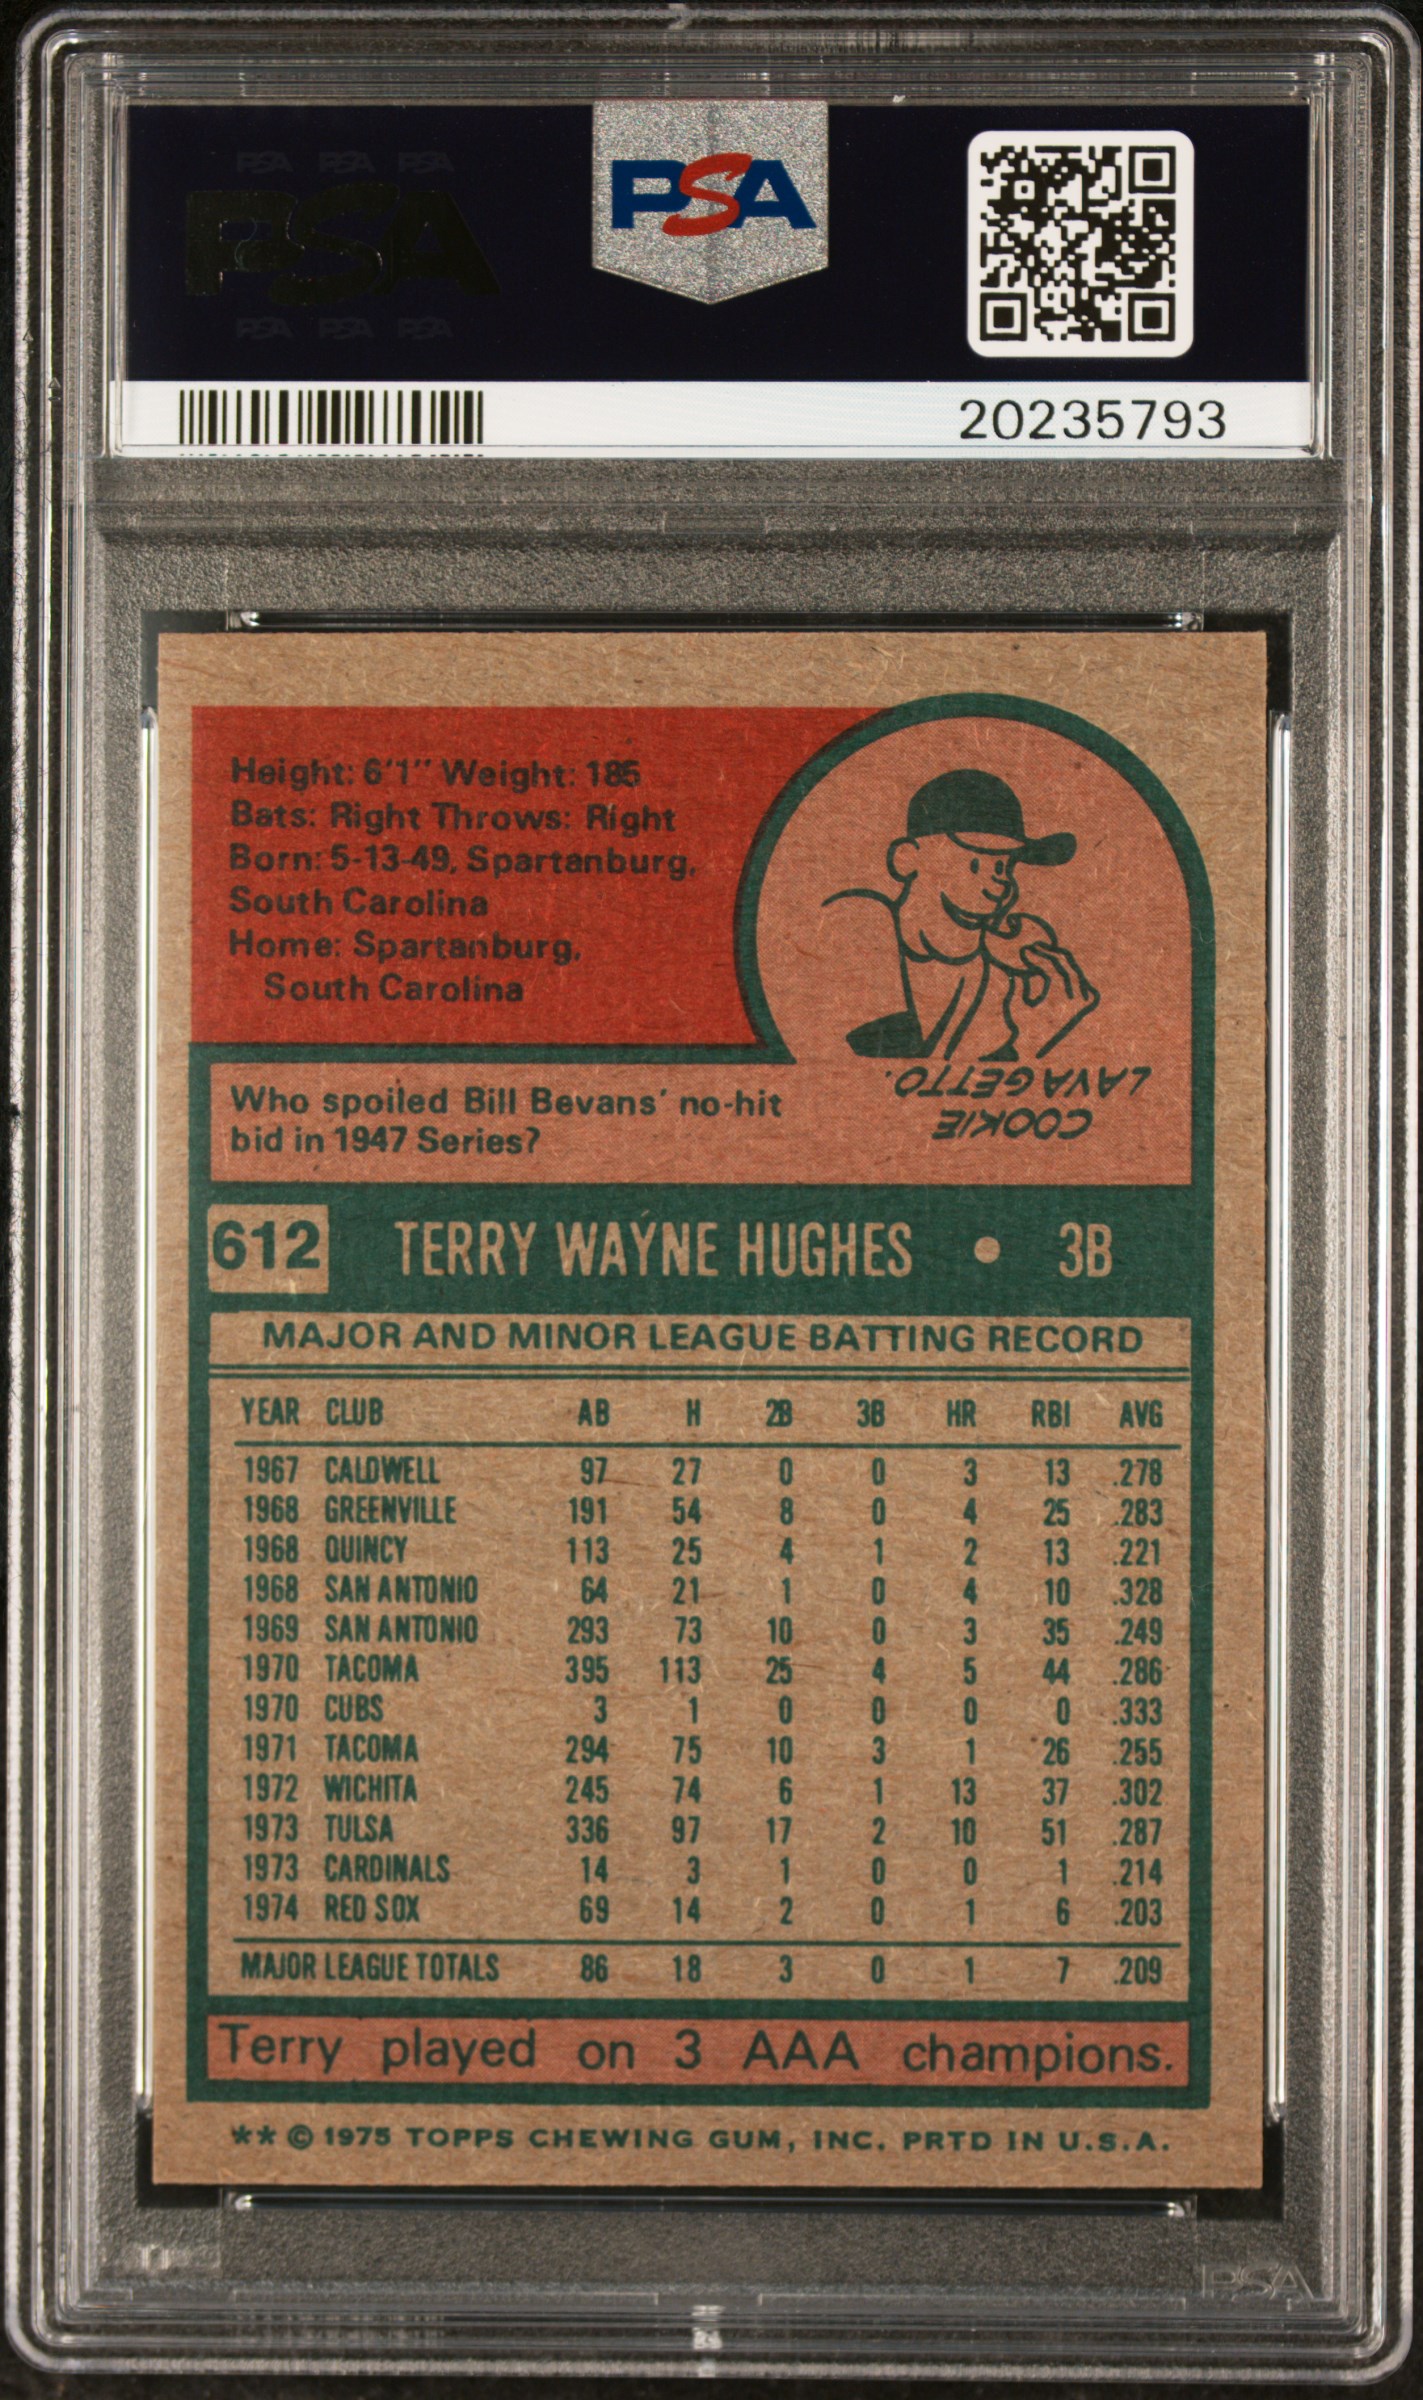 PSA PSA PSA
PSA
PSA PSA PSA
PSA
20235793
Height: 6'1" Weight: 185
Bats: Right Throws: Right
Born: 5-13-49, Spartanburg,
South Carolina
Home: Spartanburg,
South Carolina
Who spoiled Bill Bevans' no-hit
bid in 1947 Series?
COOKIE
LAVAGETTO.
612 TERRY WAYNE HUGHES • 3B
MAJOR AND MINOR LEAGUE BATTING RECORD
YEAR CLUB AB H 2B 3B HR RBI AVG
1967 CALDWELL 97 27 0 0 3 13 .278
1968 GREENVILLE 191 54 8 0 4 25 .283
1968 QUINCY 113 25 4 1 2 13 .221
1968 SAN ANTONIO 64 21 1 0 4 10 .328
1969 SAN ANTONIO 293 73 10 0 3 35 .249
1970 TACOMA 395 113 25 4 5 44 .286
1970 CUBS 3 1 0 0 0 0 .333
1971 TACOMA 294 75 10 3 1 26 .255
1972 WICHITA 245 74 6 1 13 37 .302
1973 TULSA 336 97 17 2 10 51 .287
1973 CARDINALS 14 3 1 0 0 1 .214
1974 RED SOX 69 14 2 0 1 6 .203
MAJOR LEAGUE TOTALS 86 18 3 0 1 7 .209
Terry played on 3 AAA champions.
** © 1975 TOPPS CHEWING GUM, INC. PRTD IN U.S.A.
PSA